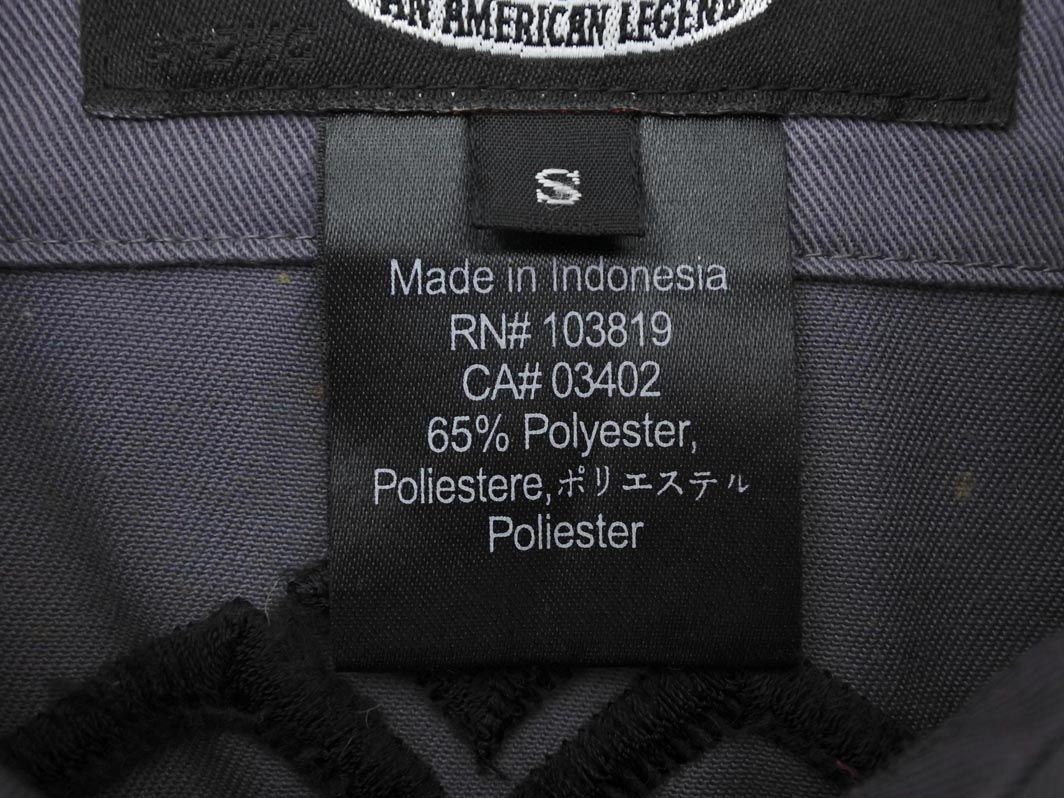 AN AMERICAN LEGEND
S
Made in Indonesia
RN# 103819
CA# 03402
65% Polyester,
Poliestere,ポリエステル
Poliester